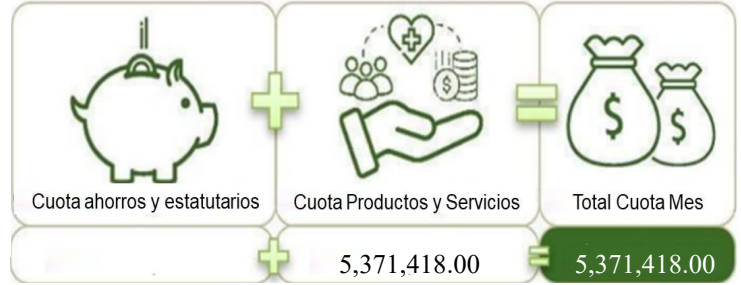 Cuota ahorros y estatutarios
Cuota Productos y Servicios
Total Cuota Mes
5,371,418.00
5,371,418.00